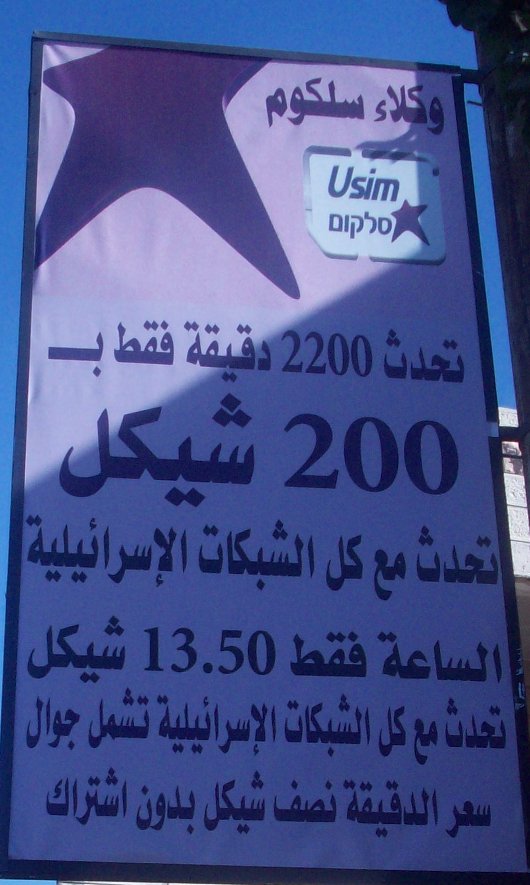 وكلاء سلكوم
Usim
סלקום
تحدث 2200 دقيقة فقط بـ
200 شيكل
تحدث مع كل الشبكات الإسرائيلية
الساعة فقط 13.50 شيكل
تحدث مع كل الشبكات الإسرائيلية تشمل جوال
سعر الدقيقة نصف شيكل بدون اشتراك